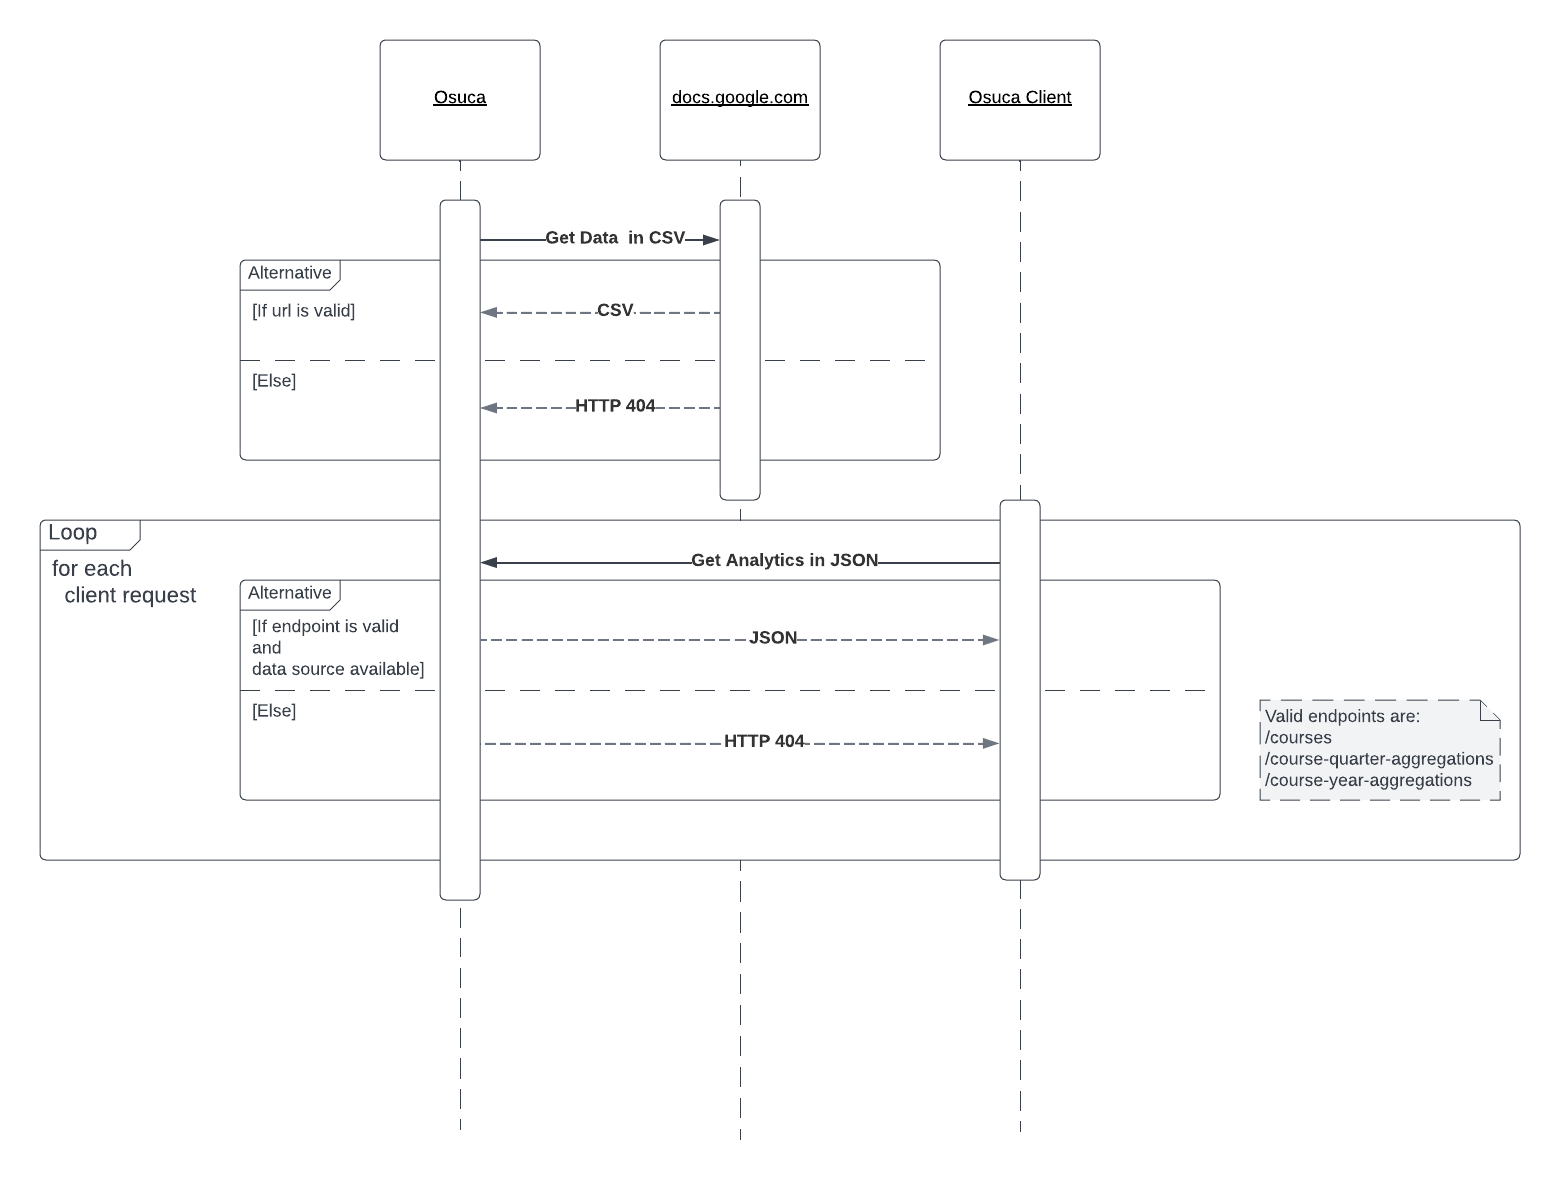 Osuca
docs.google.com
Osuca Client
Get Data  in CSV
Alternative
[If url is valid]
CSV
[Else]
HTTP 404
Loop
for each
client request
Get Analytics in JSON
Alternative
[If endpoint is valid
and
data source available]
JSON
[Else]
HTTP 404
Valid endpoints are:
/courses
/course-quarter-aggregations
/course-year-aggregations